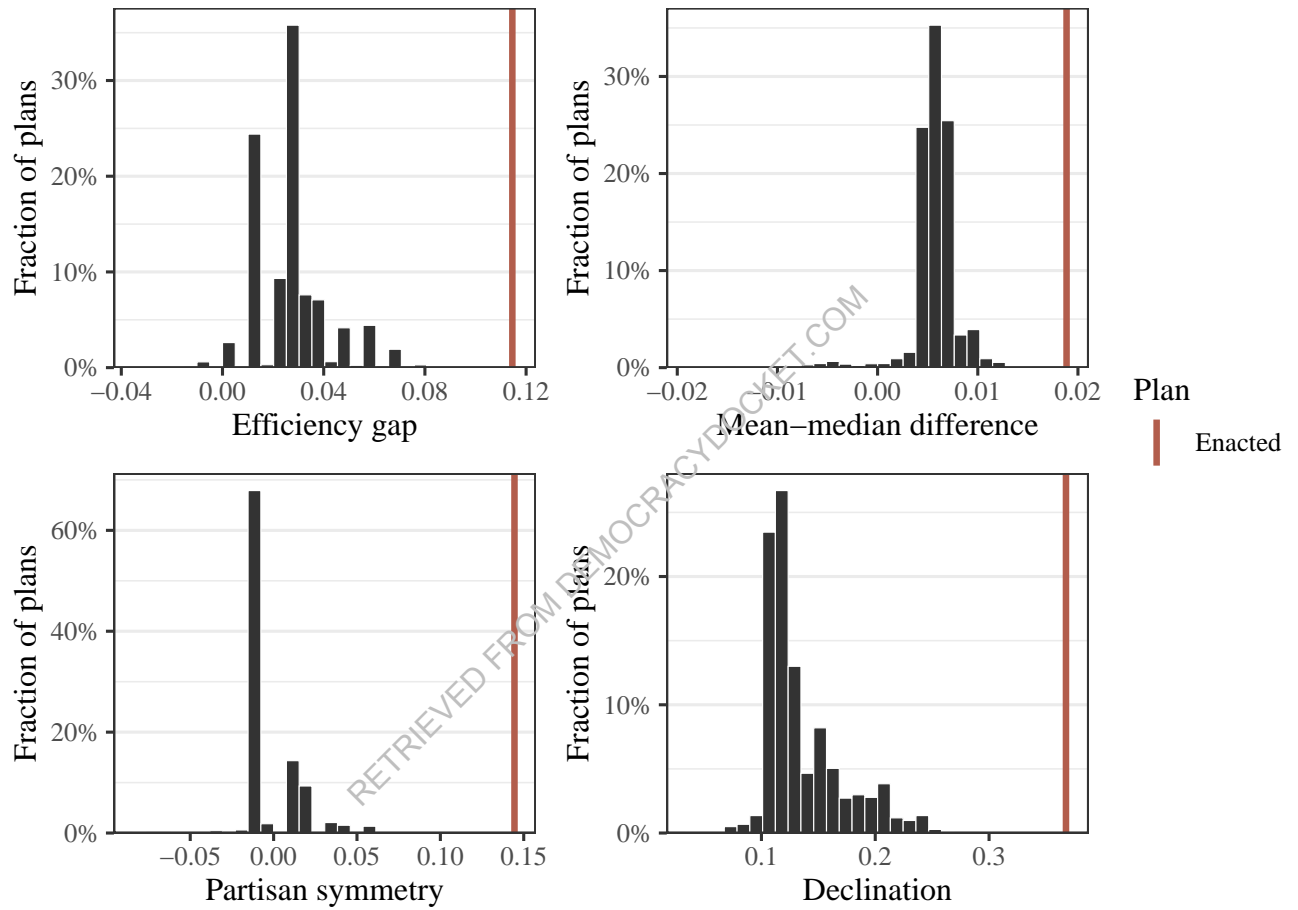 Fraction of plans
30%
20%
10%
0%
−0.04 0.00 0.04 0.08 0.12
Efficiency gap
Fraction of plans
30%
20%
10%
0%
−0.02 −0.01 0.00 0.01 0.02
Mean−median difference
Plan
Enacted
Fraction of plans
60%
40%
20%
0%
−0.05 0.00 0.05 0.10 0.15
Partisan symmetry
Fraction of plans
20%
10%
0%
0.1 0.2 0.3
Declination
RETRIEVED FROM DEMOCRACYDOCKET.COM